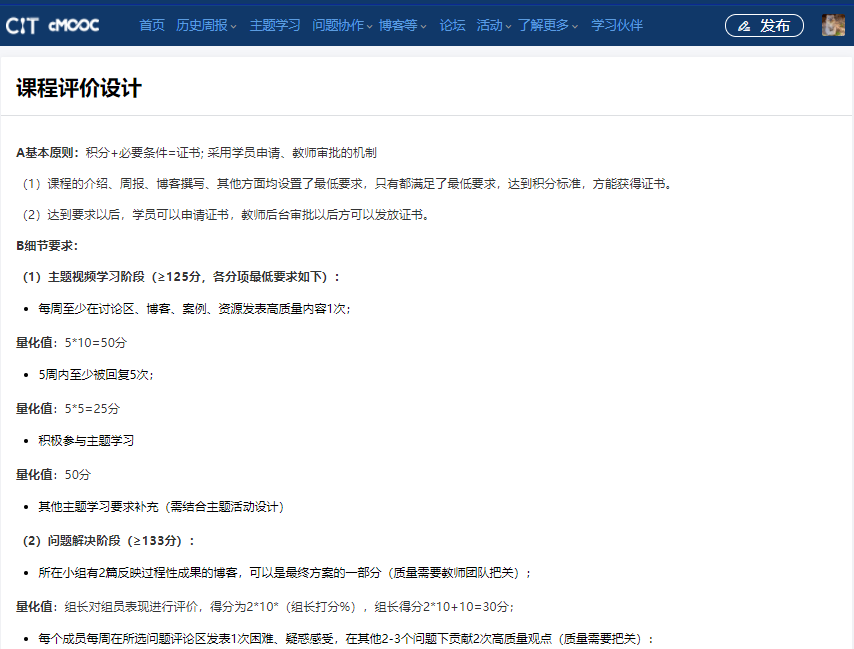 CIT cMOOC 首页 历史周报 主题学习 问题协作 博客等 论坛 活动 了解更多 学习伙伴 发布
课程评价设计
A基本原则：积分+必要条件=证书; 采用学员申请、教师审批的机制
（1）课程的介绍、周报、博客撰写、其他方面均设置了最低要求，只有都满足了最低要求，达到积分标准，方能获得证书。
（2）达到要求以后，学员可以申请证书，教师后台审批以后方可以发放证书。
B细节要求：
（1）主题视频学习阶段（≥125分，各分项最低要求如下）：
• 每周至少在讨论区、博客、案例、资源发表高质量内容1次；
量化值：5*10=50分
• 5周内至少被回复5次；
量化值：5*5=25分
• 积极参与主题学习
量化值：50分
• 其他主题学习要求补充（需结合主题活动设计）
（2）问题解决阶段（≥133分）：
• 所在小组有2篇反映过程性成果的博客，可以是最终方案的一部分（质量需要教师团队把关）；
量化值：组长对组员表现进行评价，得分为2*10*（组长打分%），组长得分2*10+10=30分；
• 每个成员每周在所选问题评论区发表1次困难、疑惑感受，在其他2-3个问题下贡献2次高质量观点（质量需要把关）：